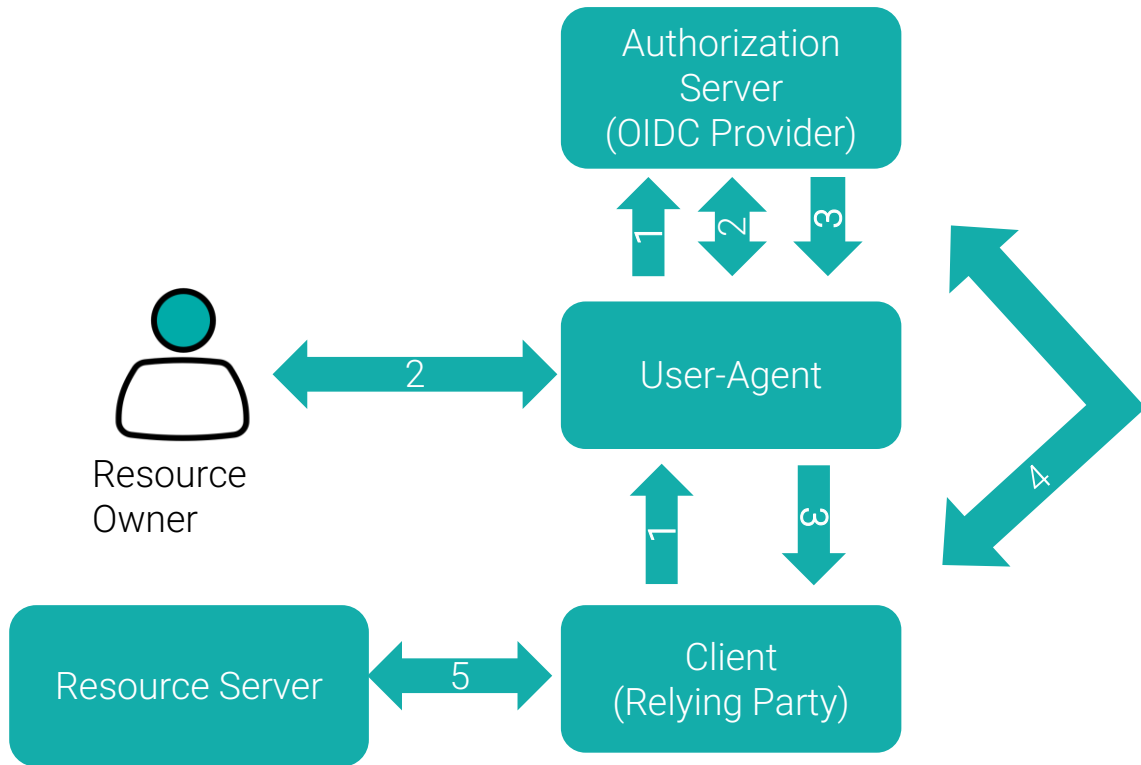 Authorization
Server
(OIDC Provider)
1
2
3
2
User-Agent
Resource
Owner
4
1
3
Resource Server
5
Client
(Relying Party)